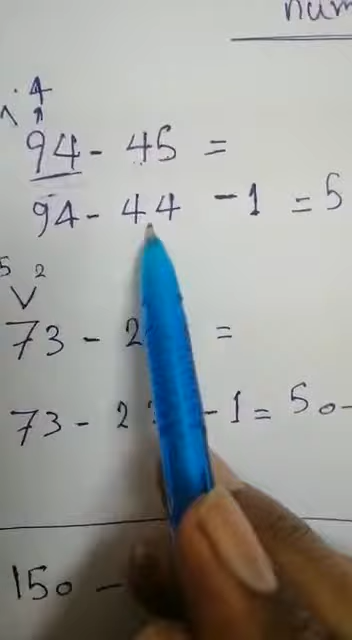 num
4
94 - 45 =
94 - 44 - 1 = 5
5 2
73 - 2 =
73 - 2 - 1 = 50 -
150 -